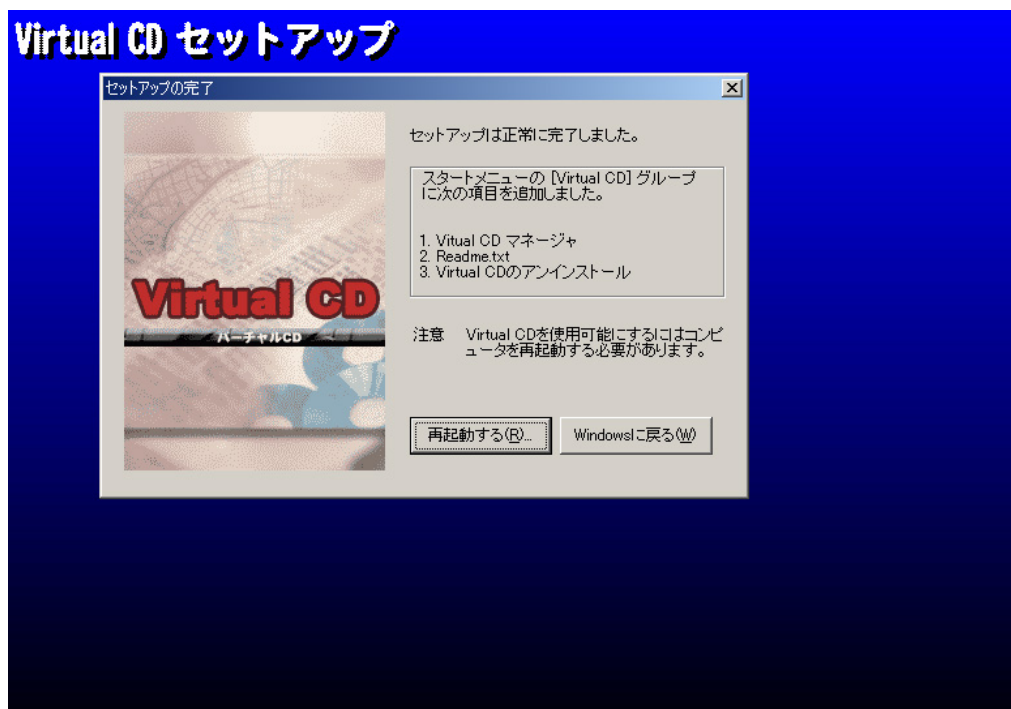 Virtual CD セットアップ
セットアップの完了
セットアップは正常に完了しました。
スタートメニューの [Virtual CD] グループ
に次の項目を追加しました。
1. Vitual CD マネージャ
2. Readme.txt
3. Virtual CDのアンインストール
Virtual CD
バーチャルCD
注意 Virtual CDを使用可能にするにはコンピ
ュータを再起動する必要があります。
再起動する(R)...
Windowsに戻る(W)